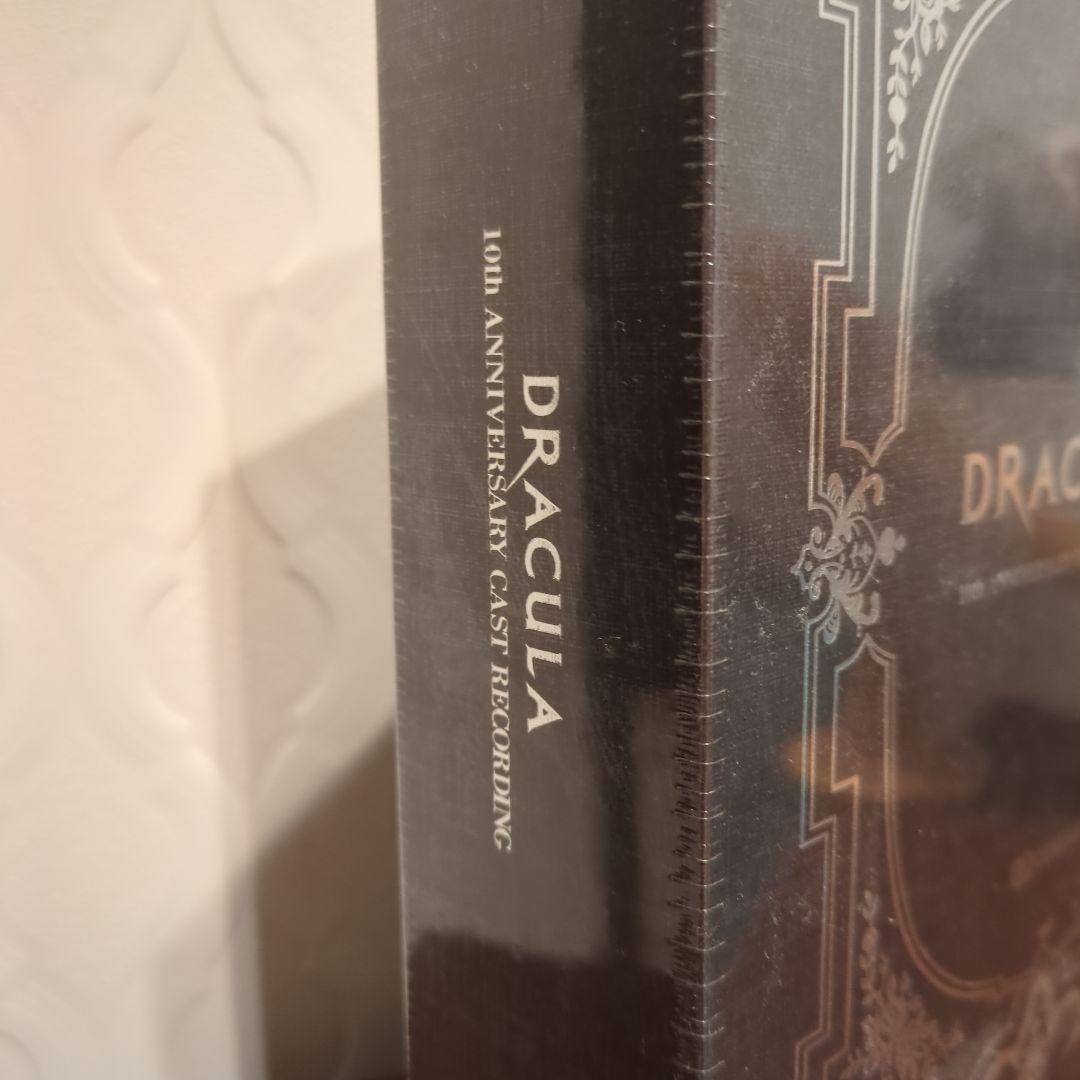 DRACULA
10th ANNIVERSARY CAST RECORDING
DRAC